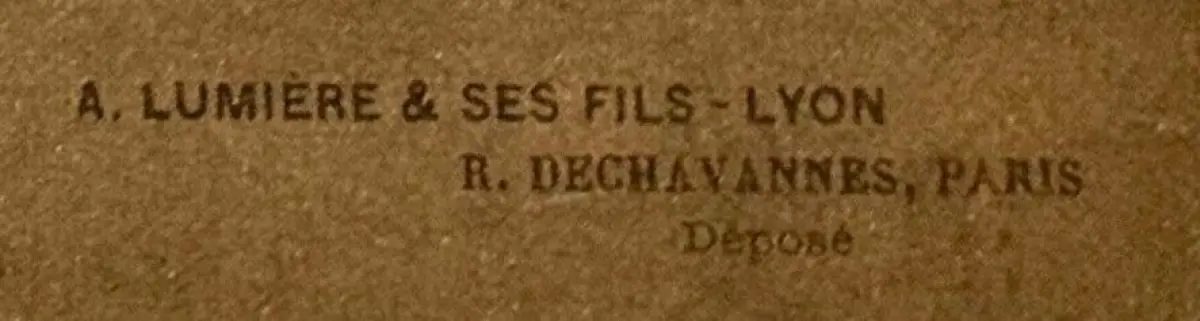 A. LUMIÈRE & SES FILS - LYON
R. DECHAVANNES, PARIS
Déposé